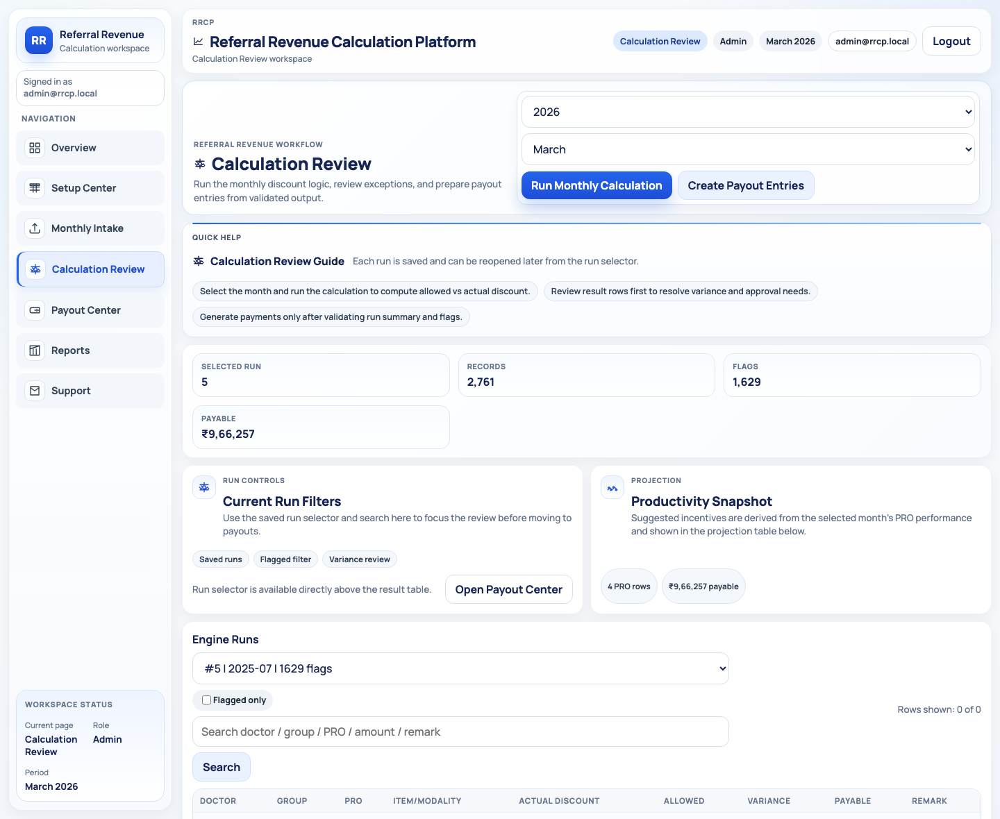 RR
Referral Revenue
Calculation workspace
Signed in as
admin@rrcp.local
NAVIGATION
Overview
Setup Center
Monthly Intake
Calculation Review
Payout Center
Reports
Support
WORKSPACE STATUS
Current page
Role
Calculation Review
Admin
Period
March 2026
RRCP
Referral Revenue Calculation Platform
Calculation Review workspace
Calculation Review
Admin
March 2026
admin@rrcp.local
Logout
REFERRAL REVENUE WORKFLOW
Calculation Review
Run the monthly discount logic, review exceptions, and prepare payout
entries from validated output.
2026
March
Run Monthly Calculation
Create Payout Entries
QUICK HELP
Calculation Review Guide
Each run is saved and can be reopened later from the run selector.
Select the month and run the calculation to compute allowed vs actual discount.
Review result rows first to resolve variance and approval needs.
Generate payments only after validating run summary and flags.
SELECTED RUN
5
RECORDS
2,761
FLAGS
1,629
PAYABLE
₹9,66,257
RUN CONTROLS
Current Run Filters
Use the saved run selector and search here to focus the review before moving to
payouts.
Saved runs
Flagged filter
Variance review
Run selector is available directly above the result table.
Open Payout Center
PROJECTION
Productivity Snapshot
Suggested incentives are derived from the selected month's PRO performance
and shown in the projection table below.
4 PRO rows
₹9,66,257 payable
Engine Runs
#5 | 2025-07 | 1629 flags
Flagged only
Rows shown: 0 of 0
Search doctor / group / PRO / amount / remark
Search
DOCTOR GROUP PRO ITEM/MODALITY ACTUAL DISCOUNT ALLOWED VARIANCE PAYABLE REMARK